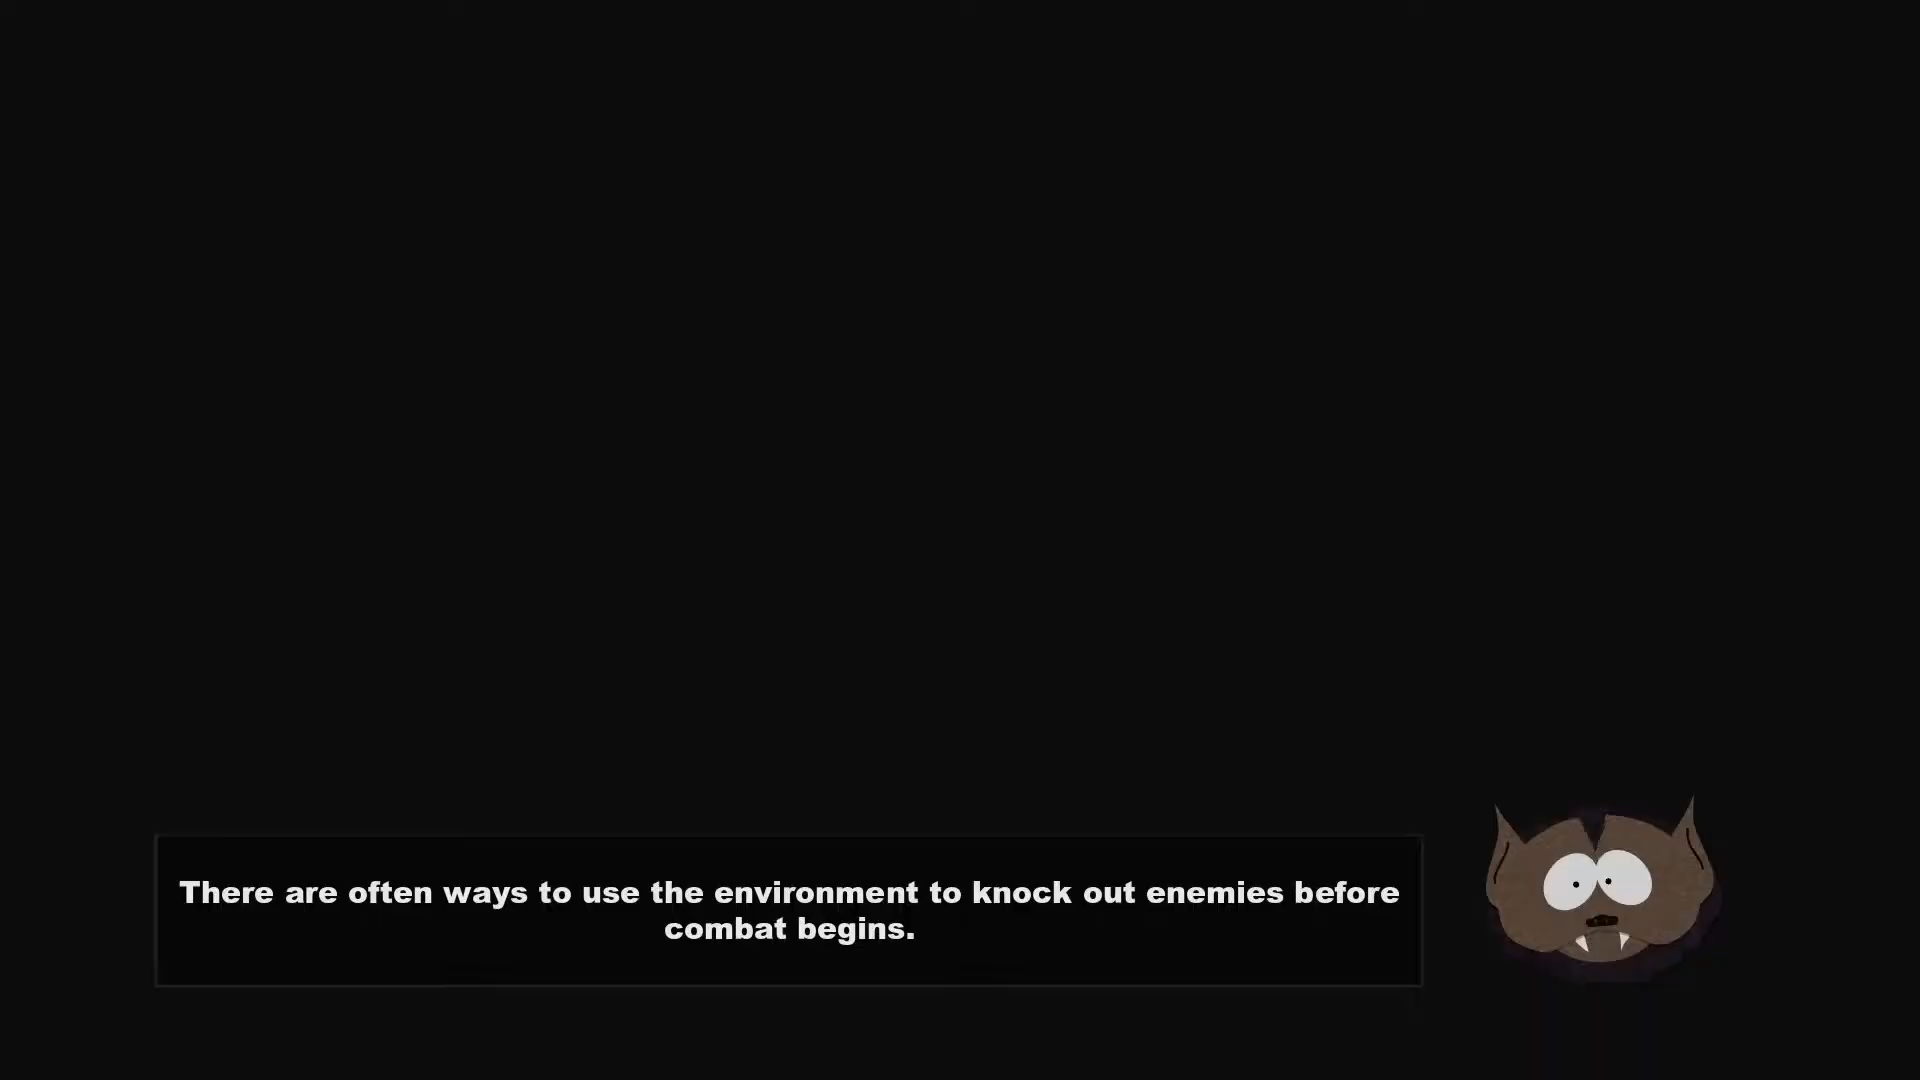 There are often ways to use the environment to knock out enemies before
combat begins.